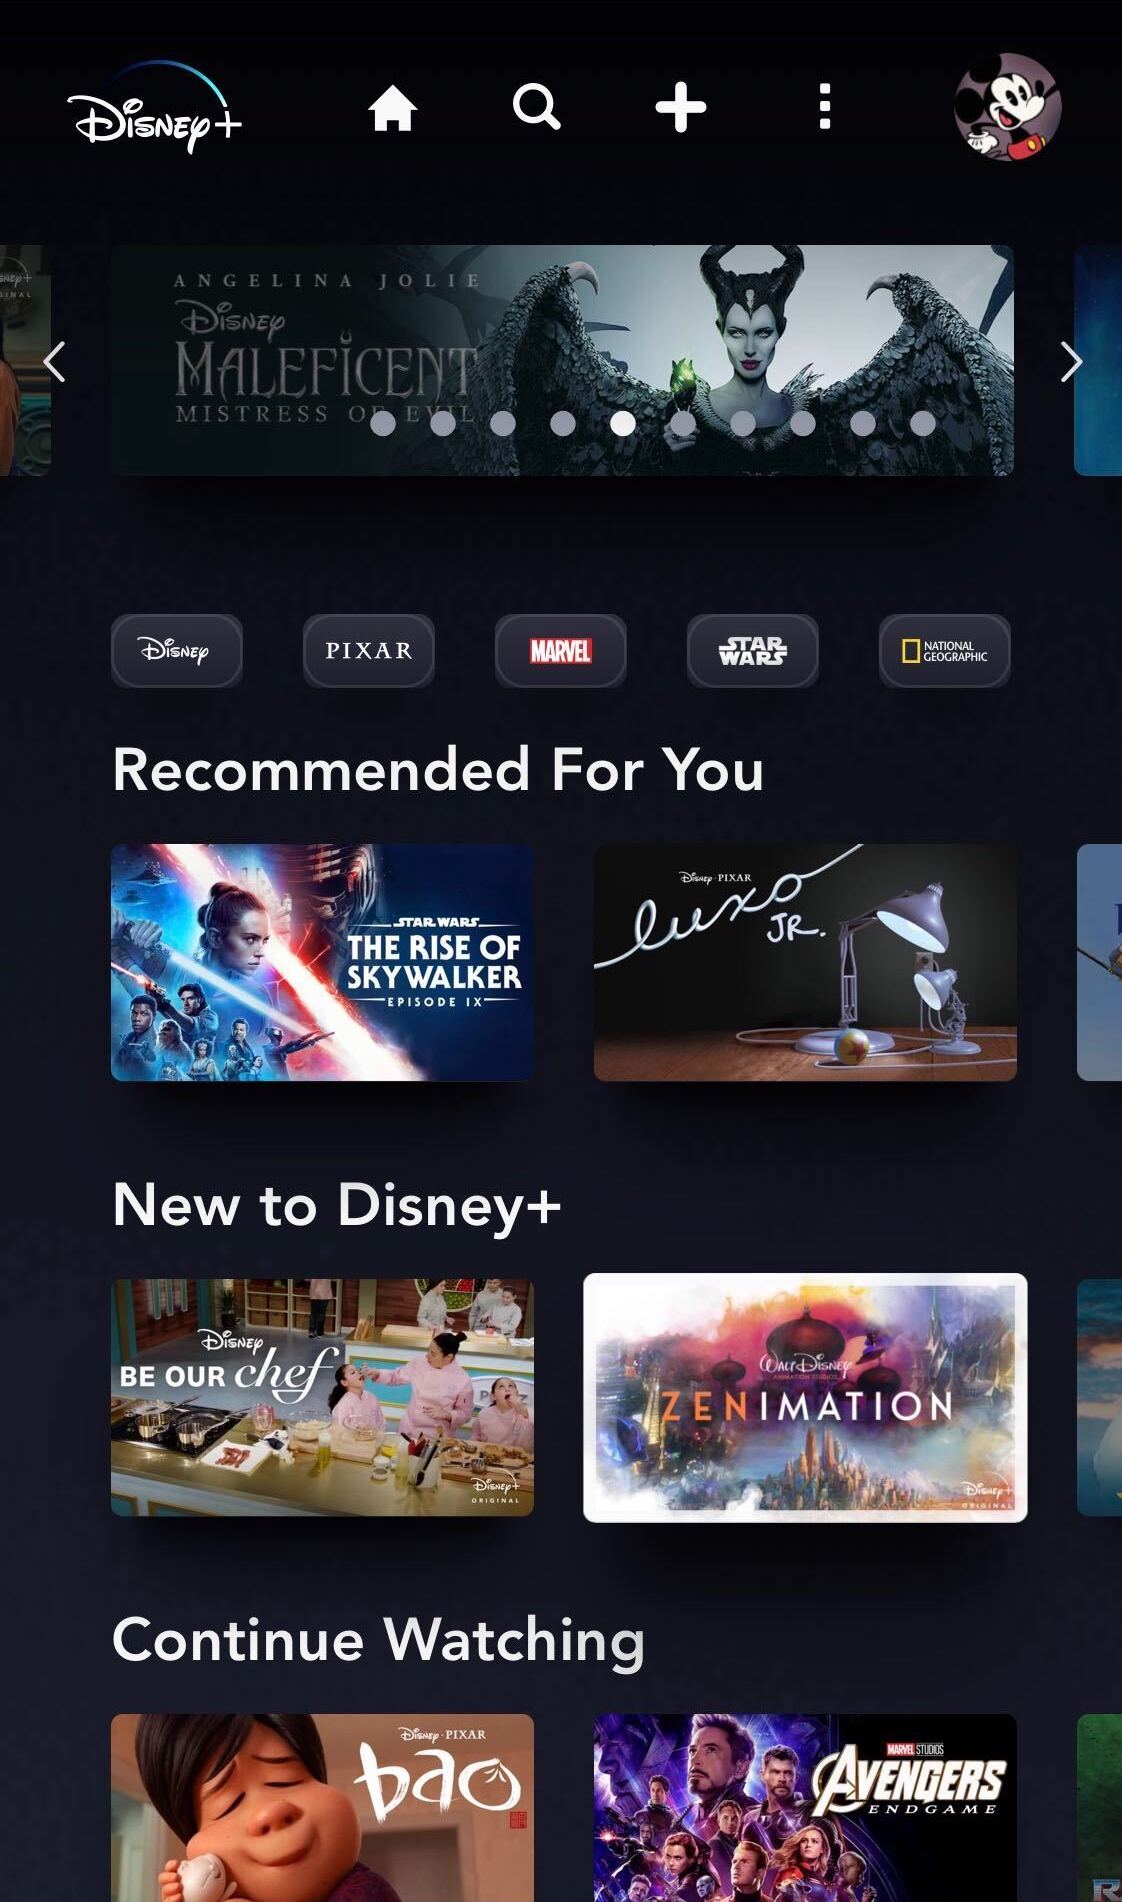 Disney+
ANGELINA JOLIE
Disney
MALEFICENT
MISTRESS OF EVIL
Disney
PIXAR
MARVEL
STAR WARS
NATIONAL
GEOGRAPHIC
Recommended For You
STAR WARS
THE RISE OF
SKYWALKER
EPISODE IX
Disney · PIXAR
luxo
JR.
New to Disney+
Disney
BE OUR chef
Disney+
ORIGINAL
WALT DISNEY
ANIMATION STUDIOS
ZENIMATION
Disney+
ORIGINAL
Continue Watching
Disney · PIXAR
bao
MARVEL STUDIOS
AVENGERS
ENDGAME